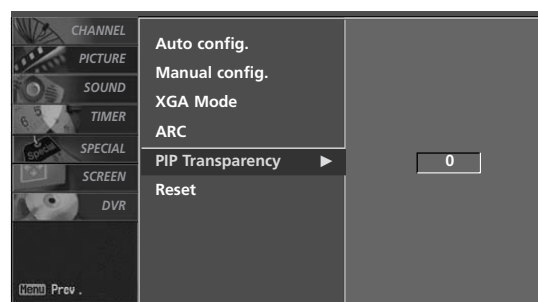 CHANNEL
PICTURE
SOUND
TIMER
SPECIAL
SCREEN
DVR
Menu Prev.
Auto config.
Manual config.
XGA Mode
ARC
PIP Transparency ▶ 0
Reset